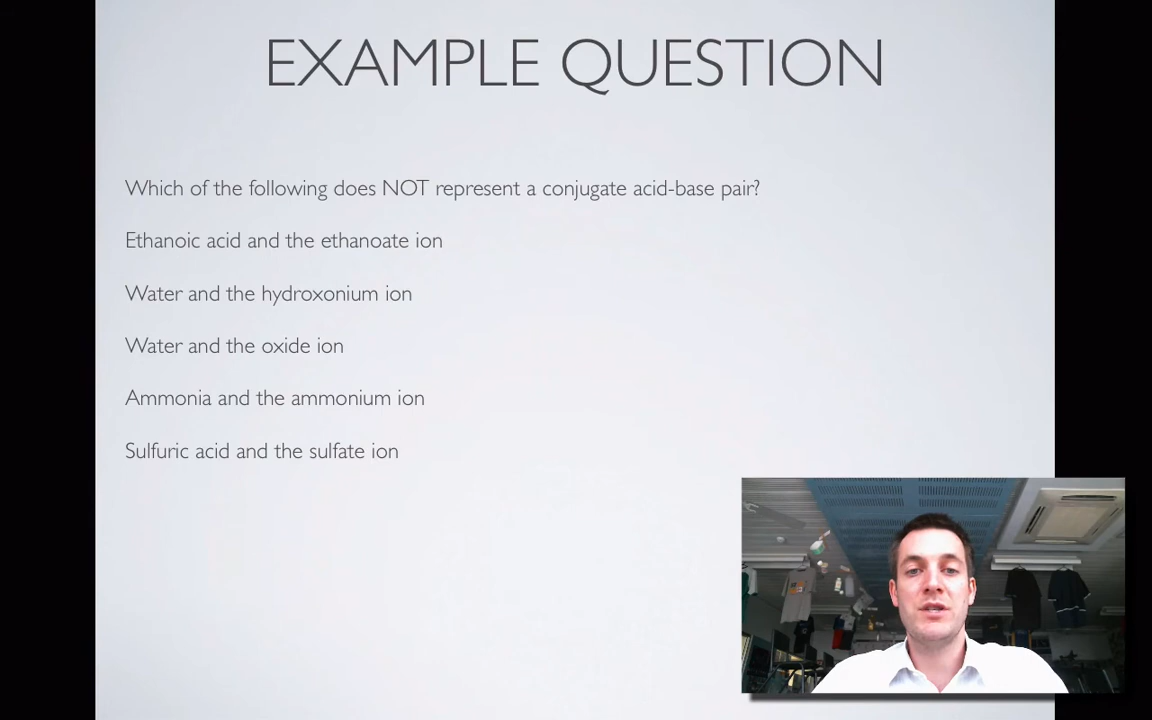 EXAMPLE QUESTION
Which of the following does NOT represent a conjugate acid-base pair?
Ethanoic acid and the ethanoate ion
Water and the hydroxonium ion
Water and the oxide ion
Ammonia and the ammonium ion
Sulfuric acid and the sulfate ion